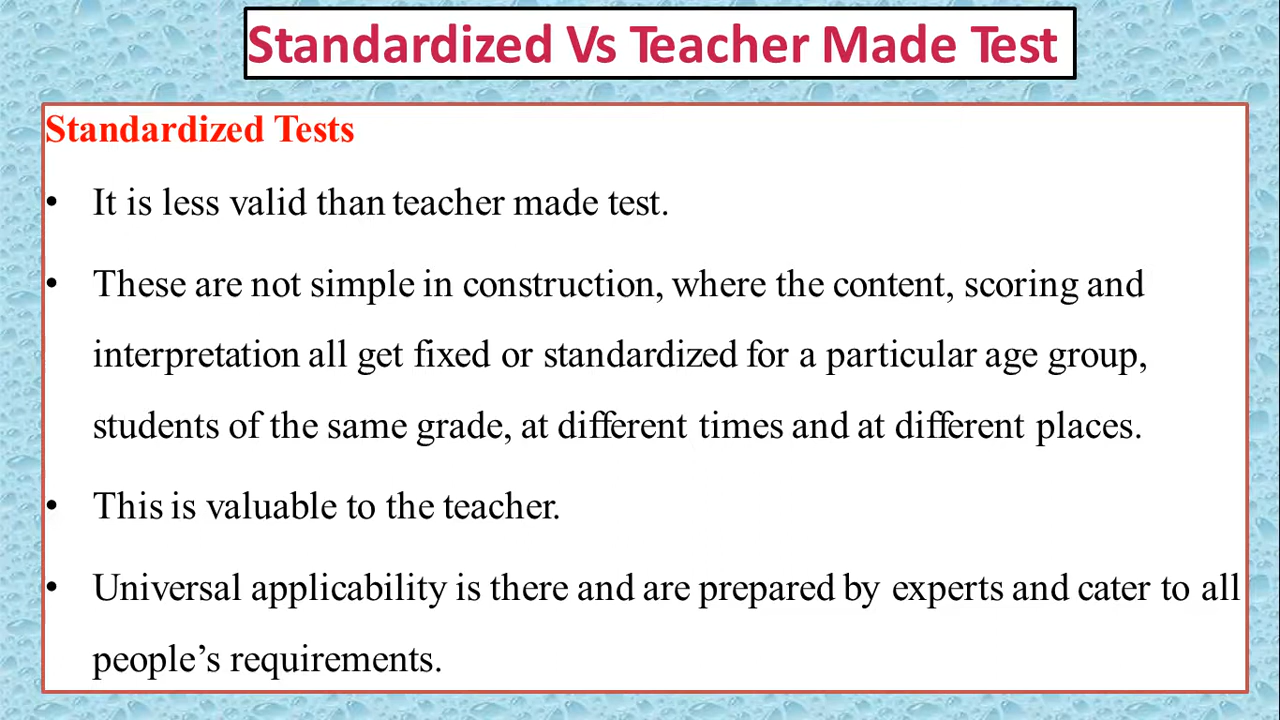 Standardized Vs Teacher Made Test
Standardized Tests
• It is less valid than teacher made test.
• These are not simple in construction, where the content, scoring and
interpretation all get fixed or standardized for a particular age group,
students of the same grade, at different times and at different places.
• This is valuable to the teacher.
• Universal applicability is there and are prepared by experts and cater to all
people’s requirements.